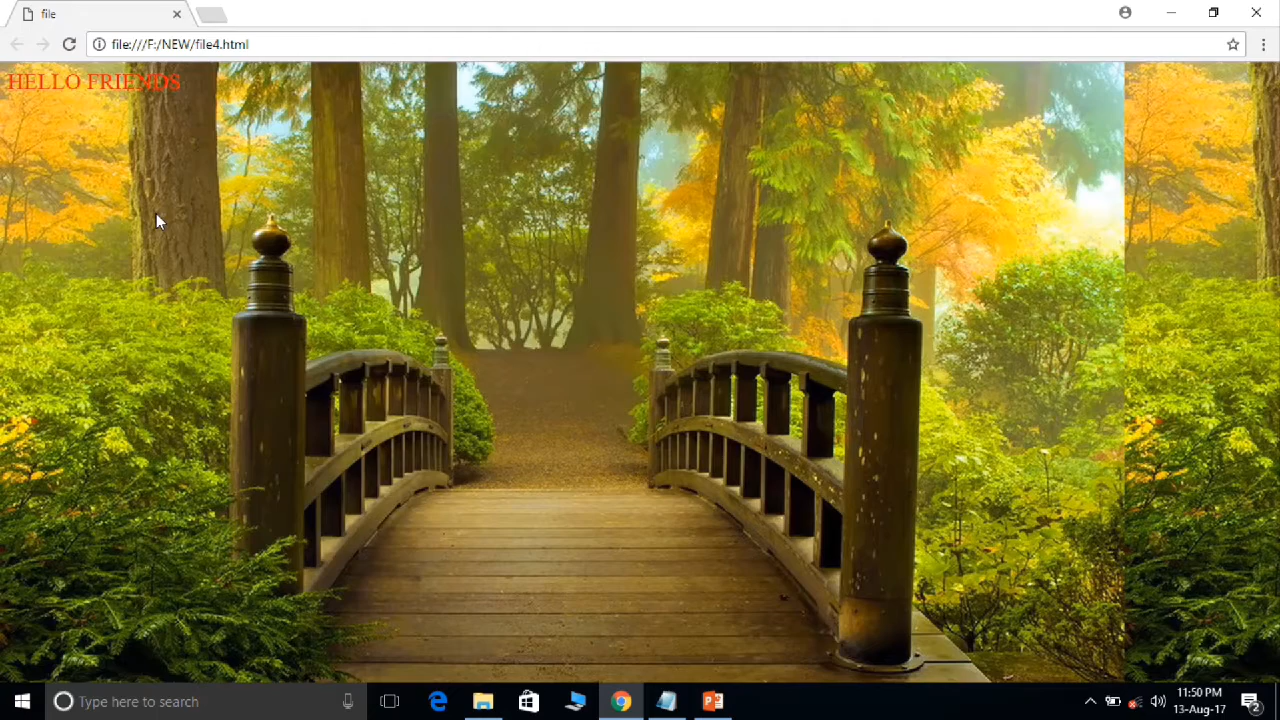 file
file:///F:/NEW/file4.html
HELLO FRIENDS
Type here to search
11:50 PM
13-Aug-17
2